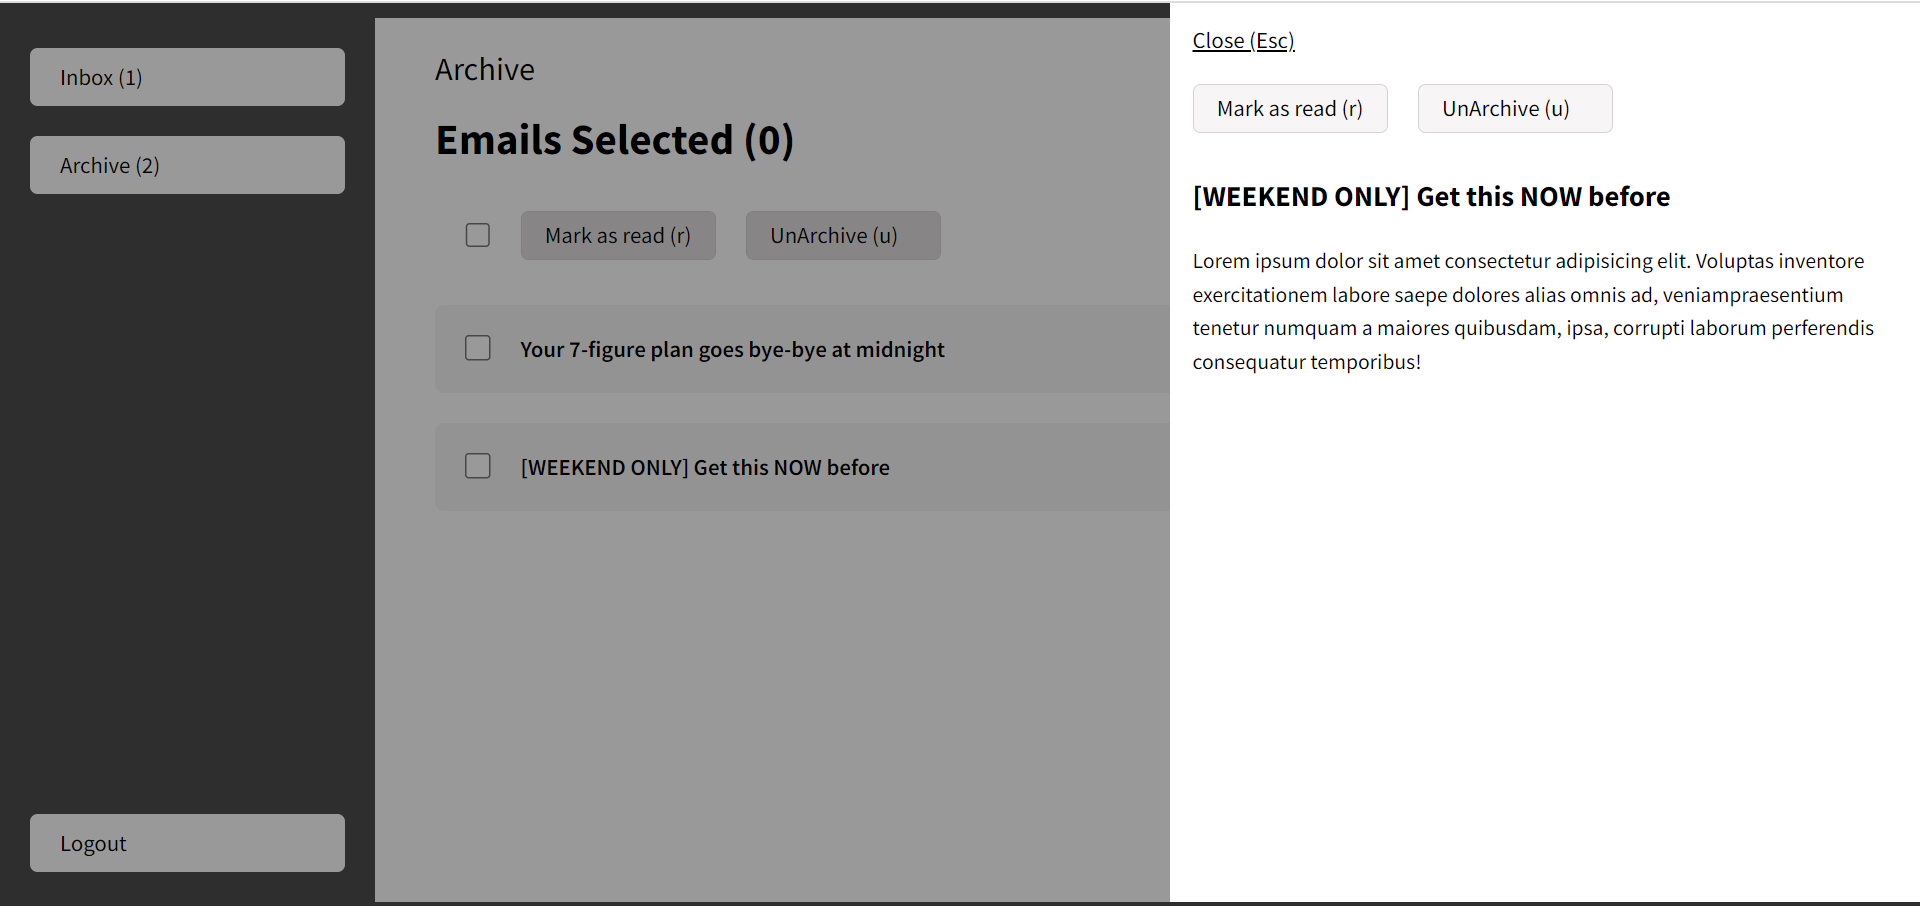 Inbox (1)
Archive (2)
Logout
Archive
Emails Selected (0)
Mark as read (r)
UnArchive (u)
Your 7-figure plan goes bye-bye at midnight
[WEEKEND ONLY] Get this NOW before
Close (Esc)
Mark as read (r)
UnArchive (u)
[WEEKEND ONLY] Get this NOW before
Lorem ipsum dolor sit amet consectetur adipisicing elit. Voluptas inventore
exercitationem labore saepe dolores alias omnis ad, veniampraesentium
tenetur numquam a maiores quibusdam, ipsa, corrupti laborum perferendis
consequatur temporibus!